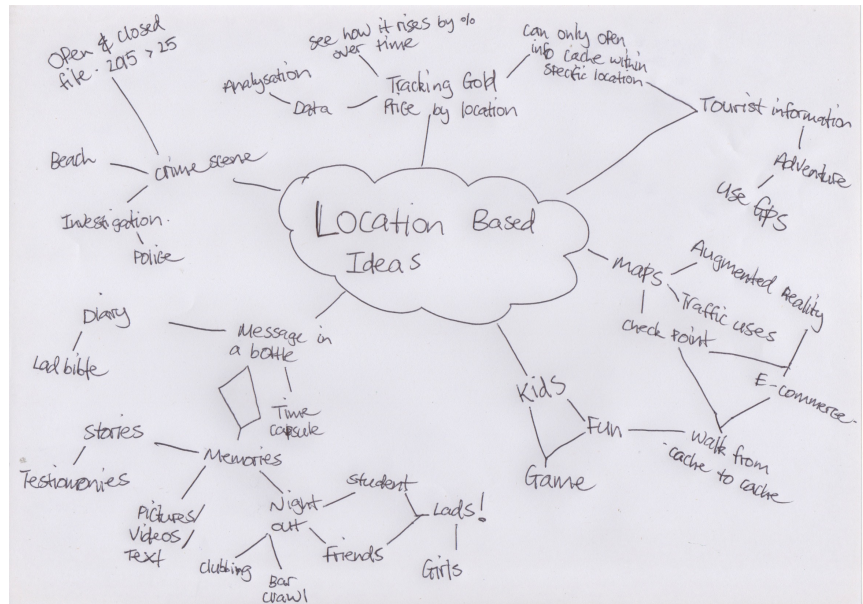 Open & closed
file: 2015 > 25
see how it rises by %
over time
can only open
info cache within
specific location
Analysation
Data
Tracking Gold
Price by location
Tourist information
Adventure
use Gps
Beach
Crime scene
Investigation.
Police
Location Based
Ideas
Maps
Augmented Reality
Traffic uses
Check point
E-commerce
Walk from
cache to cache
Diary
Lad bible
Message in
a bottle
Time
capsule
Kids
Fun
Game
Stories
Testimonies
Memories
Pictures/
Videos/
Text
Night
out
Student
Lads!
Girls
Friends
Clubbing
Bar
Crawl